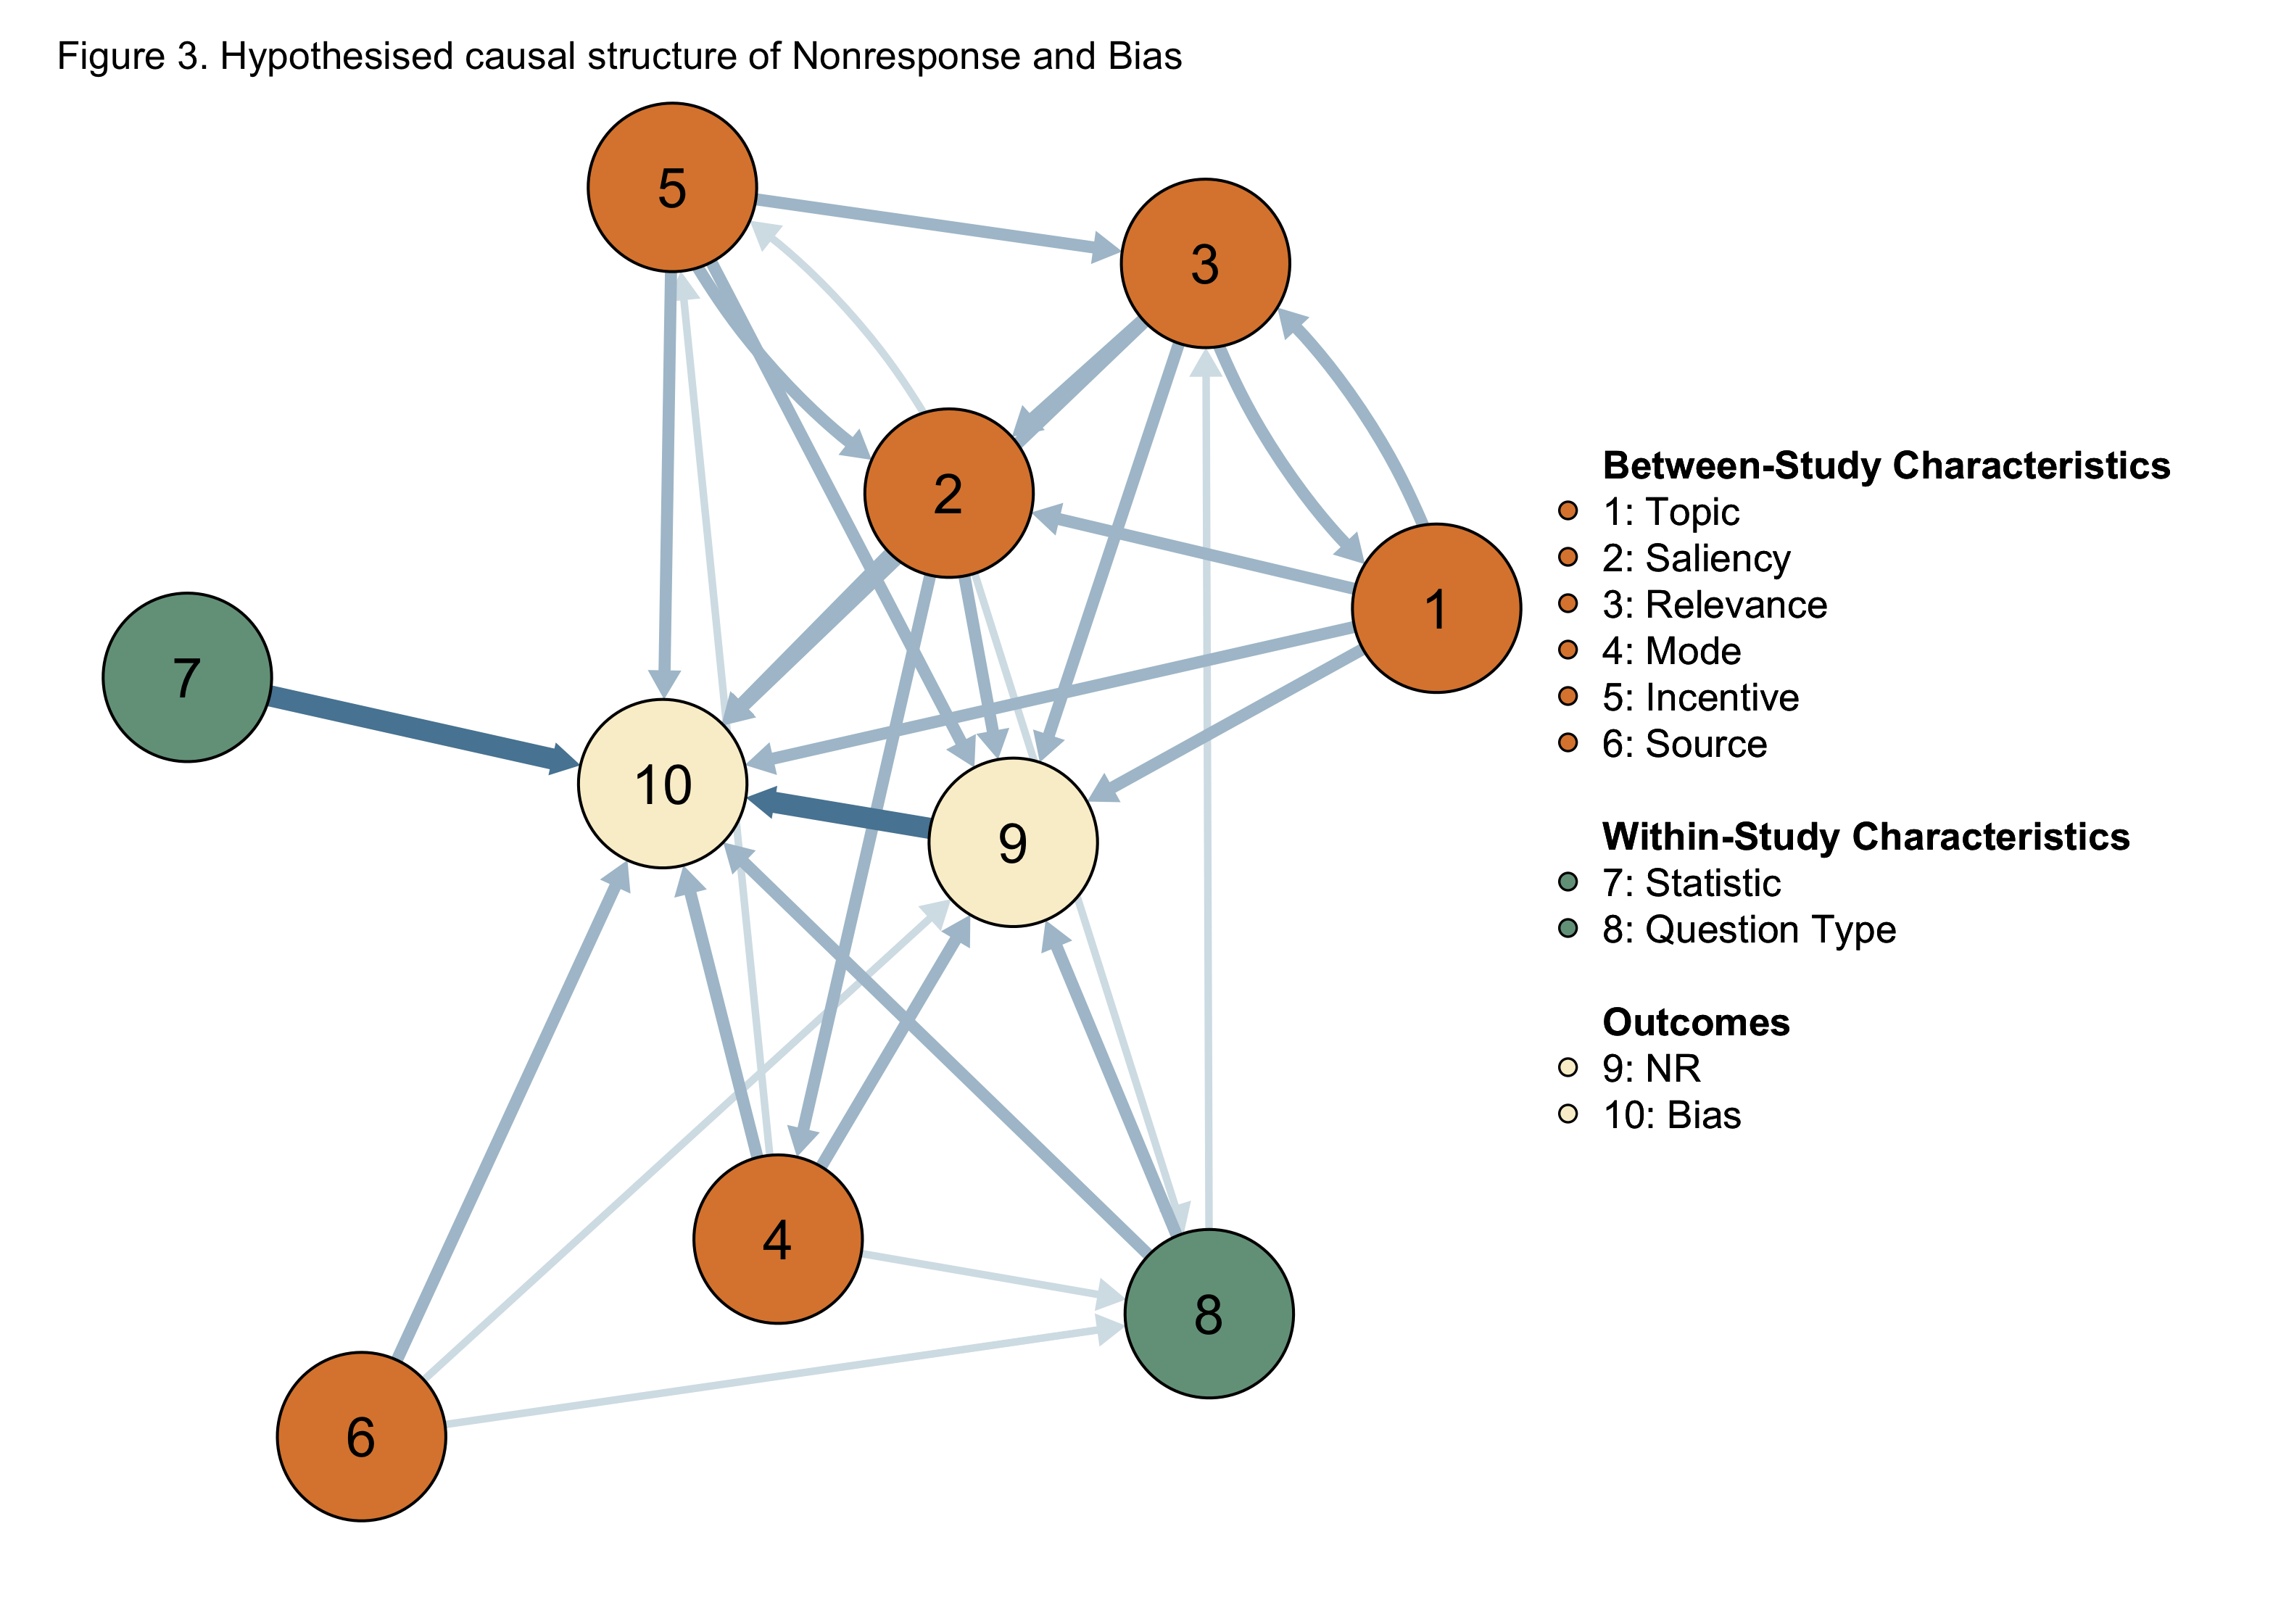 Figure 3. Hypothesised causal structure of Nonresponse and Bias
5
3
2
1
7
10
9
4
8
6
Between-Study Characteristics
1: Topic
2: Saliency
3: Relevance
4: Mode
5: Incentive
6: Source
Within-Study Characteristics
7: Statistic
8: Question Type
Outcomes
9: NR
10: Bias